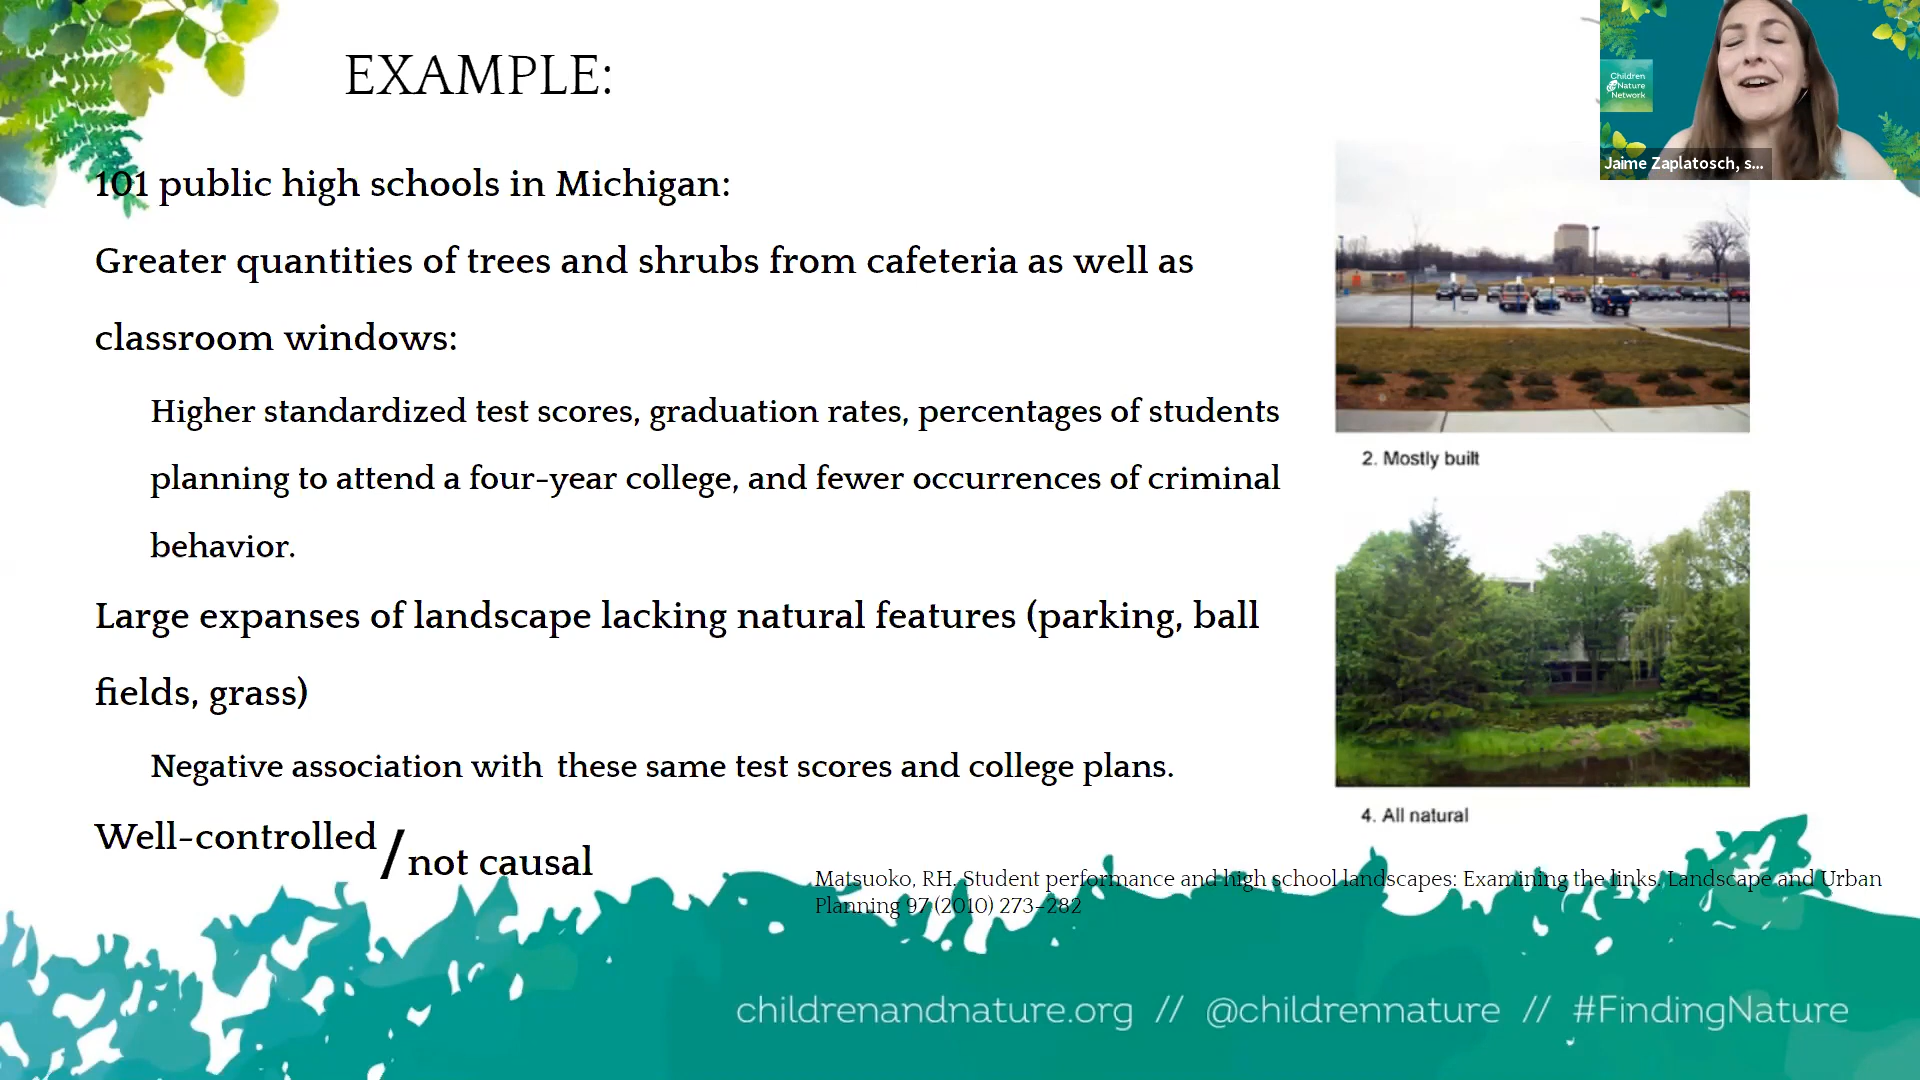 EXAMPLE:
Children
& Nature
Network
Jaime Zaplatosch, s...
101 public high schools in Michigan:
Greater quantities of trees and shrubs from cafeteria as well as
classroom windows:
Higher standardized test scores, graduation rates, percentages of students
planning to attend a four-year college, and fewer occurrences of criminal
behavior.
Large expanses of landscape lacking natural features (parking, ball
fields, grass)
Negative association with these same test scores and college plans.
Well-controlled/not causal
2. Mostly built
4. All natural
Matsuoko, RH. Student performance and high school landscapes: Examining the links. Landscape and Urban
Planning 97 (2010) 273-282
childrenandnature.org // @childrennature // #FindingNature